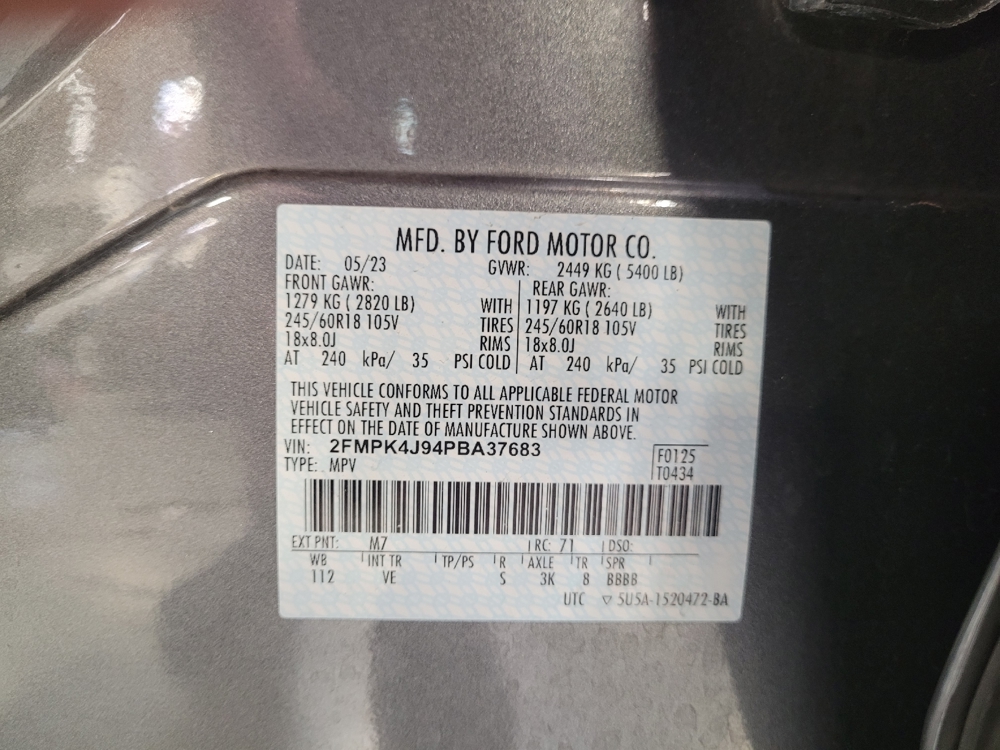 MFD. BY FORD MOTOR CO.
DATE: 05/23 GVWR: 2449 KG ( 5400 LB)
FRONT GAWR: REAR GAWR:
1279 KG ( 2820 LB) WITH 1197 KG ( 2640 LB) WITH
245/60R18 105V TIRES 245/60R18 105V TIRES
18x8.0J RIMS 18x8.0J RIMS
AT 240 kPa/ 35 PSI COLD AT 240 kPa/ 35 PSI COLD
THIS VEHICLE CONFORMS TO ALL APPLICABLE FEDERAL MOTOR
VEHICLE SAFETY AND THEFT PREVENTION STANDARDS IN
EFFECT ON THE DATE OF MANUFACTURE SHOWN ABOVE.
VIN: 2FMPK4J94PBA37683
TYPE: MPV
F0125
T0434
EXT PNT: M7 RC: 71 DSO:
WB INT TR TP/PS R AXLE TR SPR
112 VE S 3K 8 BBBB
UTC ▽ 5U5A-1520472-BA